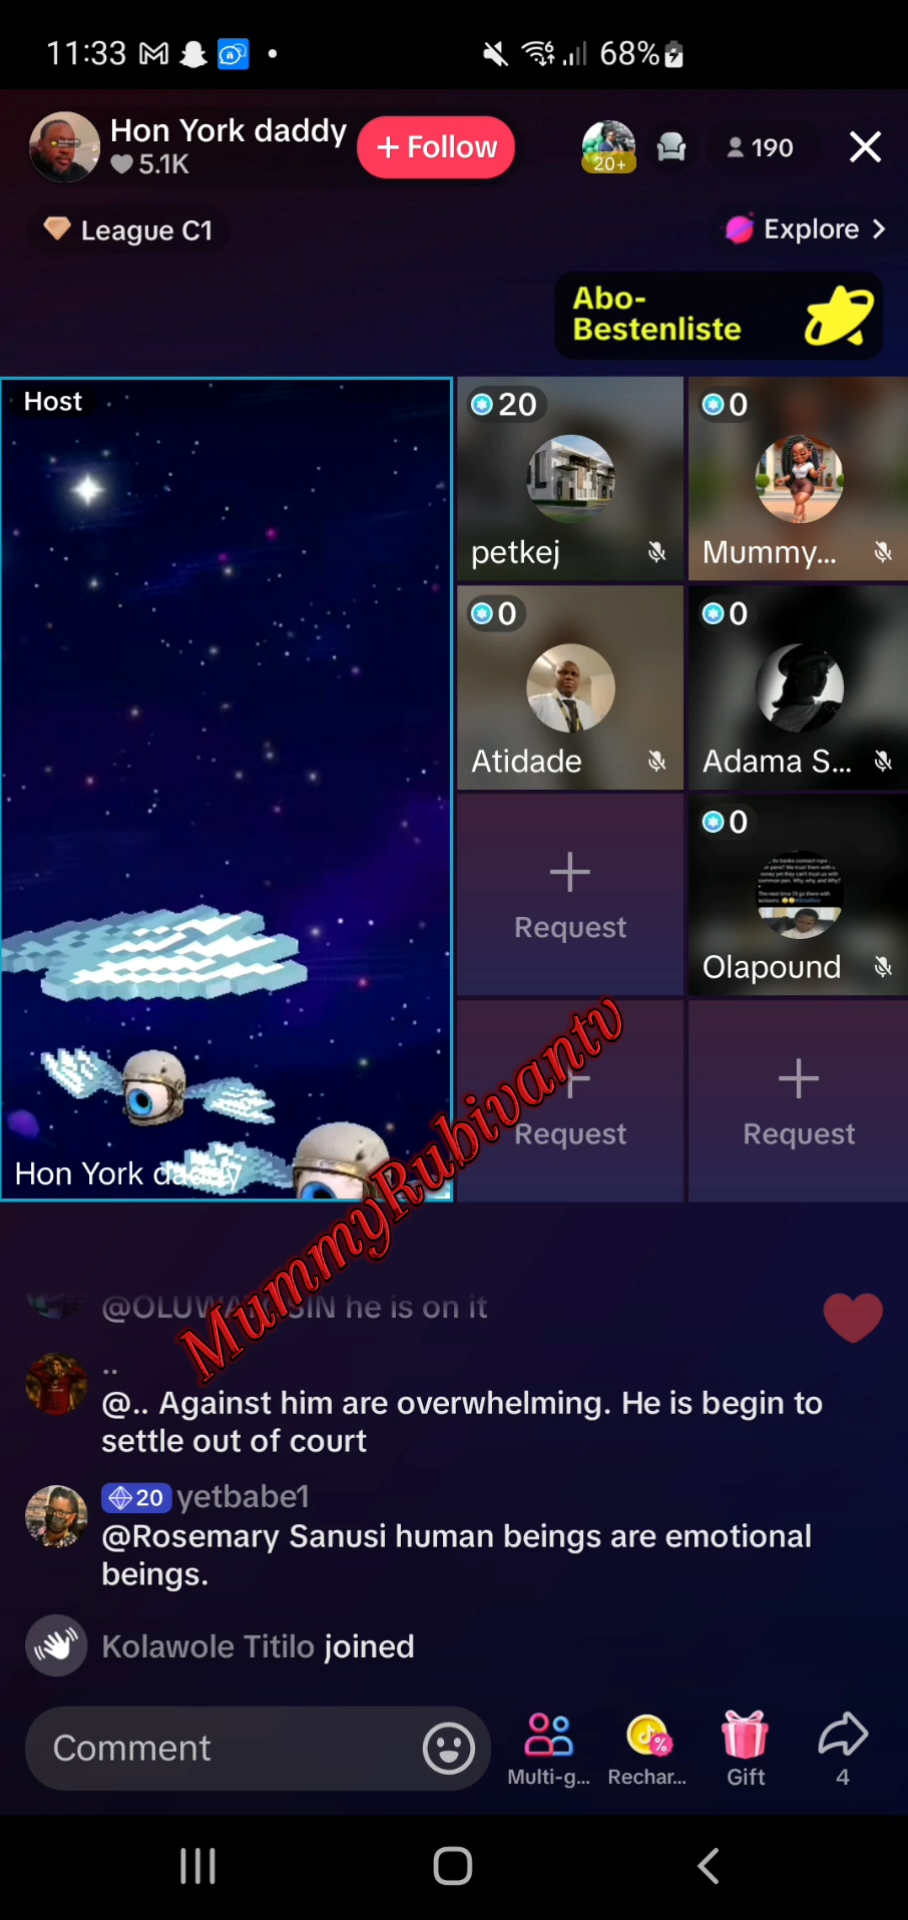 11:33
68%
Hon York daddy
5.1K
+ Follow
20+
190
League C1
Explore >
Abo-
Bestenliste
Host
20
petkej
0
Mummy...
0
Atidade
0
Adama S...
Request
0
Olapound
Request
Request
Hon York daddy
MummyRubivantv
he is on it
..
@.. Against him are overwhelming. He is begin to
settle out of court
20 yetbabe1
@Rosemary Sanusi human beings are emotional
beings.
Kolawole Titilo joined
Comment
Multi-g...
Rechar...
Gift
4